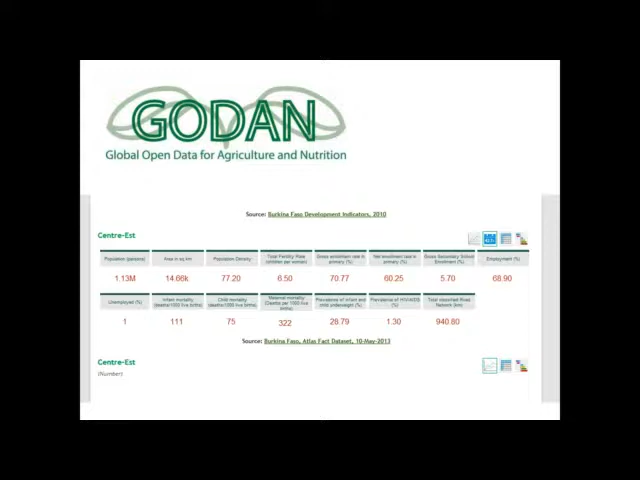 GODAN
Global Open Data for Agriculture and Nutrition
Source: Burkina Faso Development Indicators, 2010
Centre-Est
Population (persons) Area in sq.km Population Density Total Fertility Rate (children per woman) Gross enrollment rate in primary (%) Net enrollment rate in primary (%) Gross Secondary School Enrollment (%) Employment (%)
1.13M 14.66k 77.20 6.50 70.77 60.25 5.70 68.90
Unemployed (%) Infant mortality (deaths/1000 live births) Child mortality (deaths/1000 live births) Maternal mortality (Deaths per 1000 live births) Prevalence of infant and child underweight (%) Prevalence of HIV/AIDS (%) Total classified Road Network (km)
1 111 75 322 28.79 1.30 940.80
Source: Burkina Faso, Atlas Fact Dataset, 10-May-2013
Centre-Est
(Number)